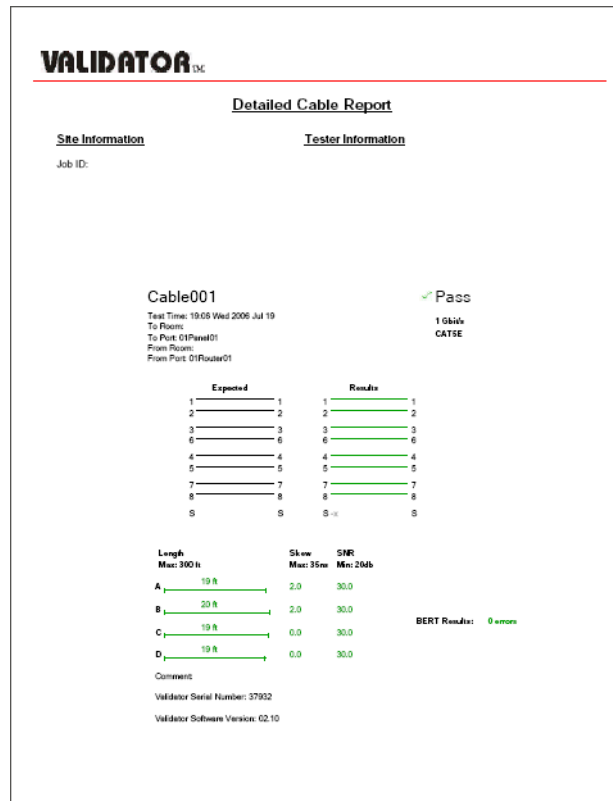 VALIDATOR™
Detailed Cable Report
Site Information
Tester Information
Job ID:
Cable001
Pass
Test Time: 19:06 Wed 2006 Jul 19
To Room:
To Port: 01Panel01
From Room:
From Port: 01Router01
1 Gbit/s
CAT5E
Expected
Results
1 1 1 1
2 2 2 2
3 3 3 3
6 6 6 6
4 4 4 4
5 5 5 5
7 7 7 7
8 8 8 8
S S S -x S
Length Skew SNR
Max: 300 ft Max: 35ns Min: 20db
A 19 ft 2.0 30.0
B 20 ft 2.0 30.0
BERT Results: 0 errors
C 19 ft 0.0 30.0
D 19 ft 0.0 30.0
Comment:
Validator Serial Number: 37932
Validator Software Version: 02.10